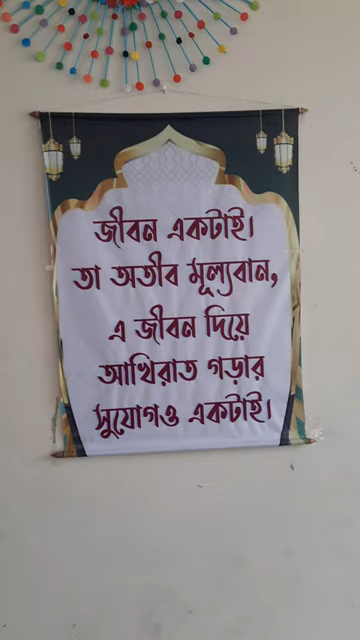 জীবন একটাই।
তা অতীব মূল্যবান,
এ জীবন দিয়ে
আখিরাত গড়ার
সুযোগও একটাই।